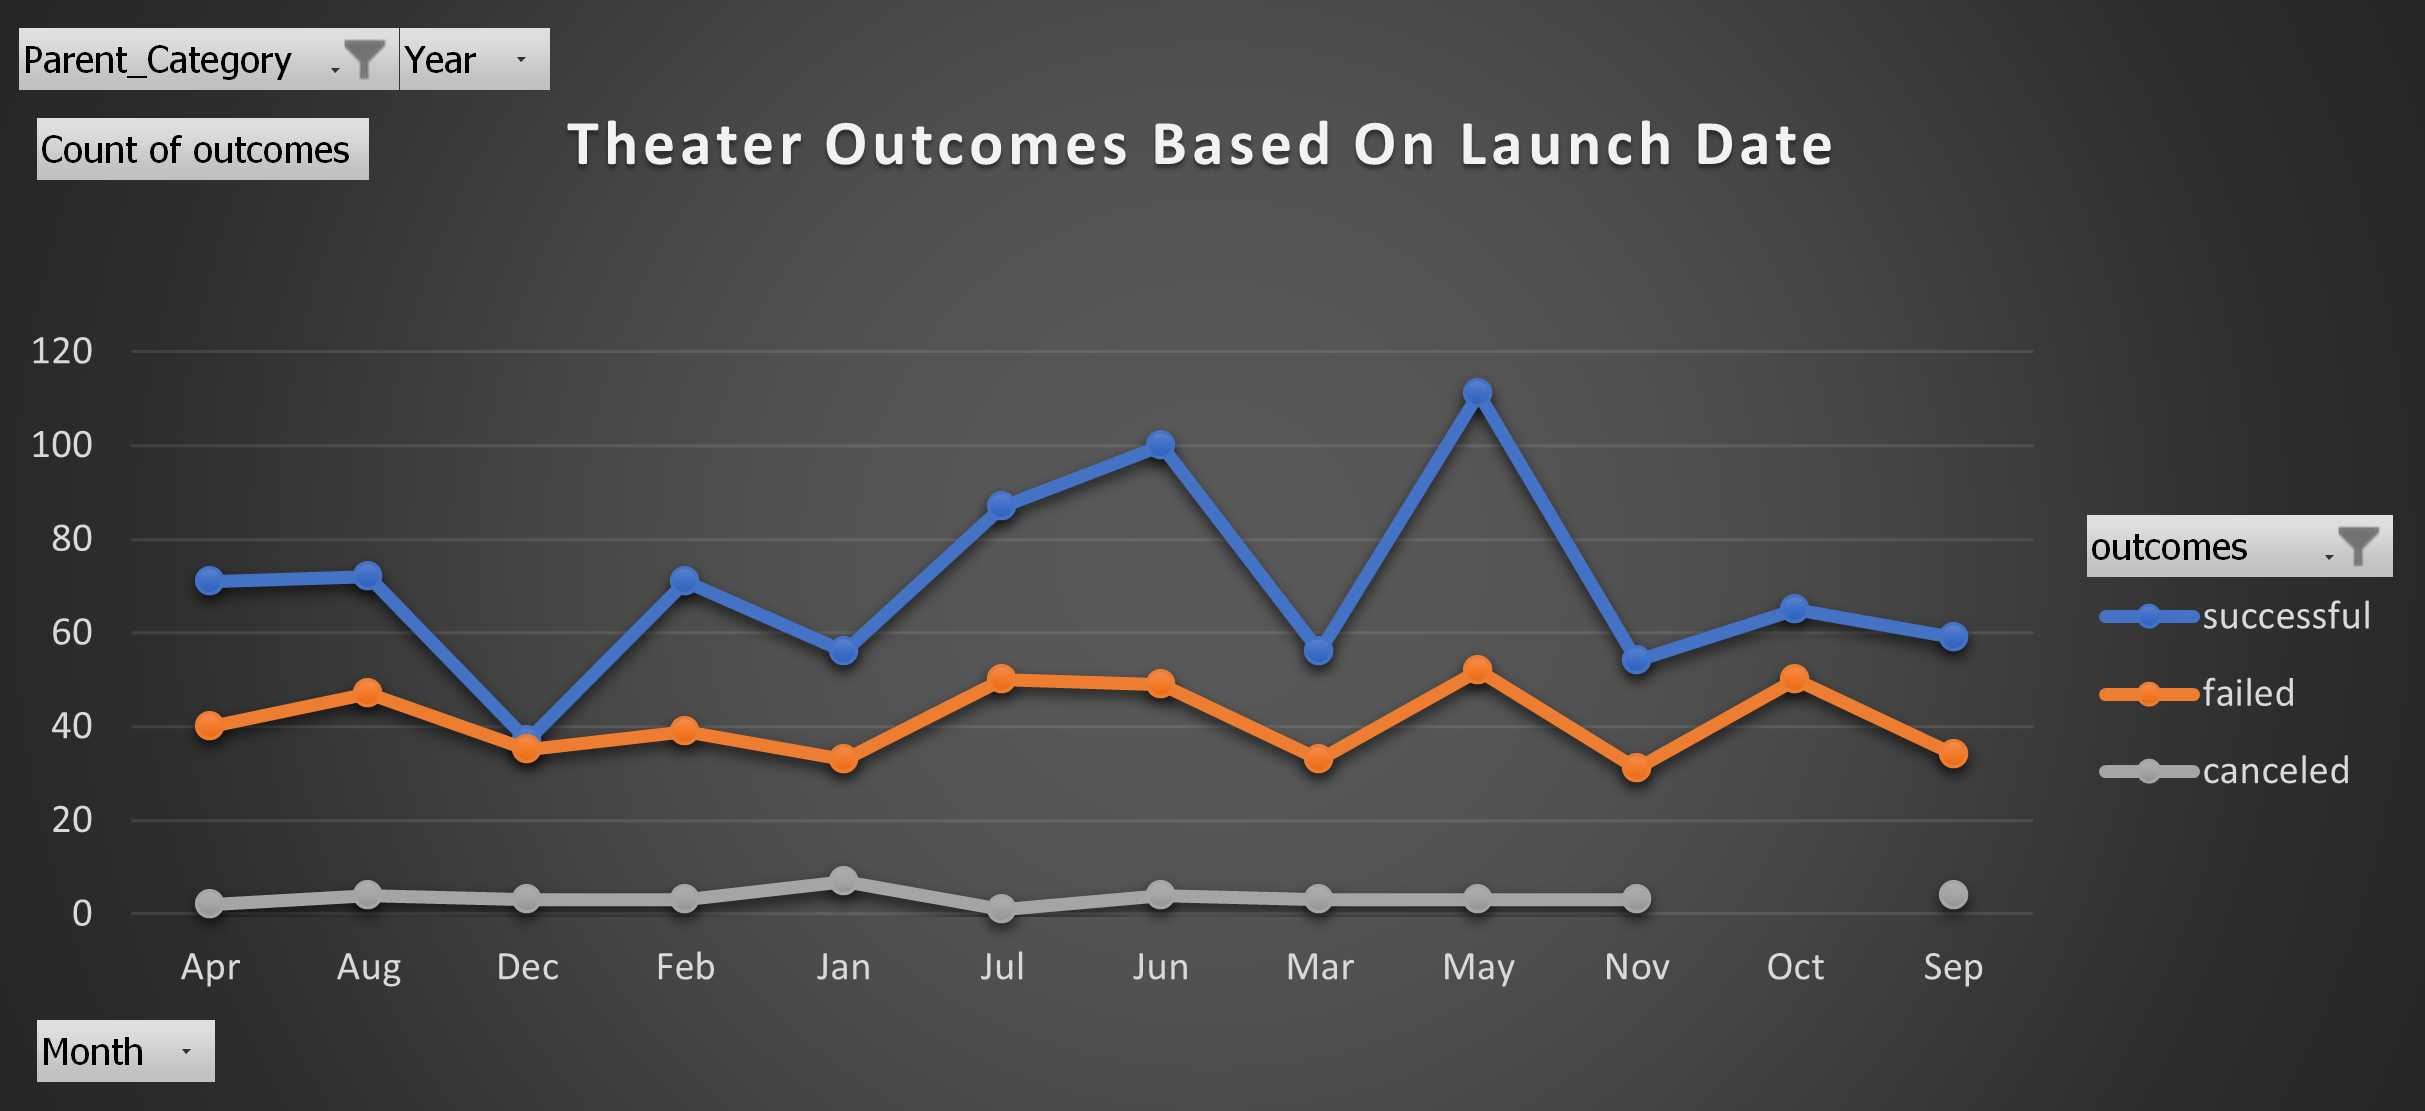 Parent_Category Year
Count of outcomes
Theater Outcomes Based On Launch Date
120
100
80
60
40
20
0
Apr Aug Dec Feb Jan Jul Jun Mar May Nov Oct Sep
outcomes
successful
failed
canceled
Month